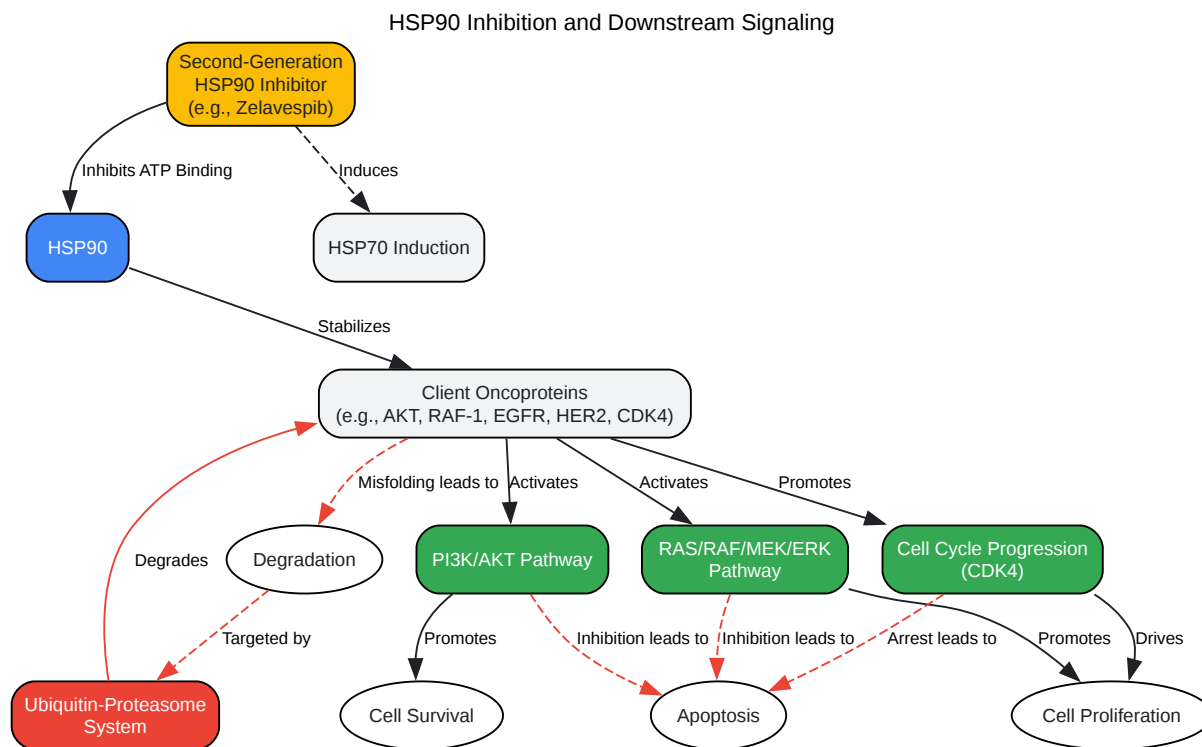 HSP90 Inhibition and Downstream Signaling
Second-Generation
HSP90 Inhibitor
(e.g., Zelavespib)
Inhibits ATP Binding
Induces
HSP90
HSP70 Induction
Stabilizes
Client Oncoproteins
(e.g., AKT, RAF-1, EGFR, HER2, CDK4)
Misfolding leads to
Activates
Activates
Promotes
Degrades
Degradation
PI3K/AKT Pathway
RAS/RAF/MEK/ERK
Pathway
Cell Cycle Progression
(CDK4)
Targeted by
Promotes
Inhibition leads to
Inhibition leads to
Arrest leads to
Promotes
Drives
Ubiquitin-Proteasome
System
Cell Survival
Apoptosis
Cell Proliferation